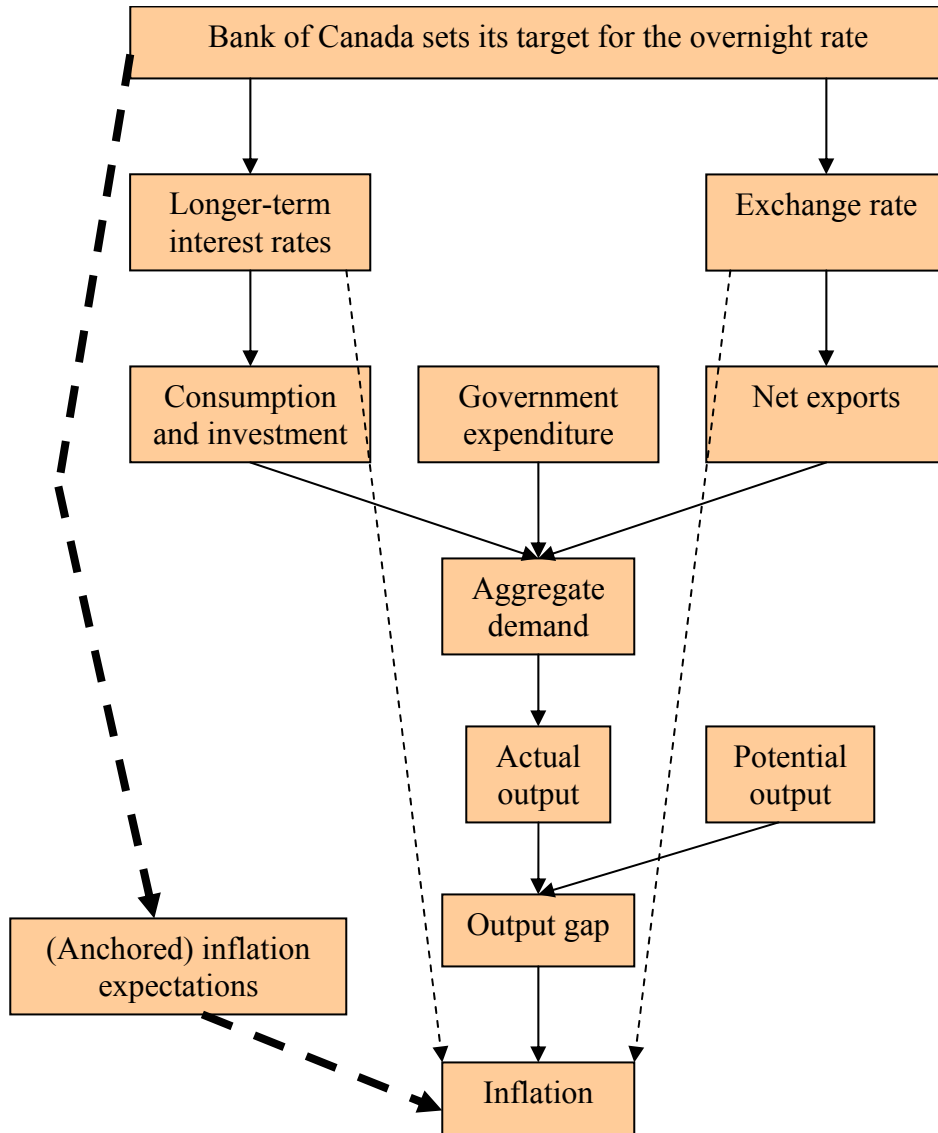 Bank of Canada sets its target for the overnight rate
Longer-term
interest rates
Exchange rate
Consumption
and investment
Government
expenditure
Net exports
Aggregate
demand
Actual
output
Potential
output
Output gap
(Anchored) inflation
expectations
Inflation